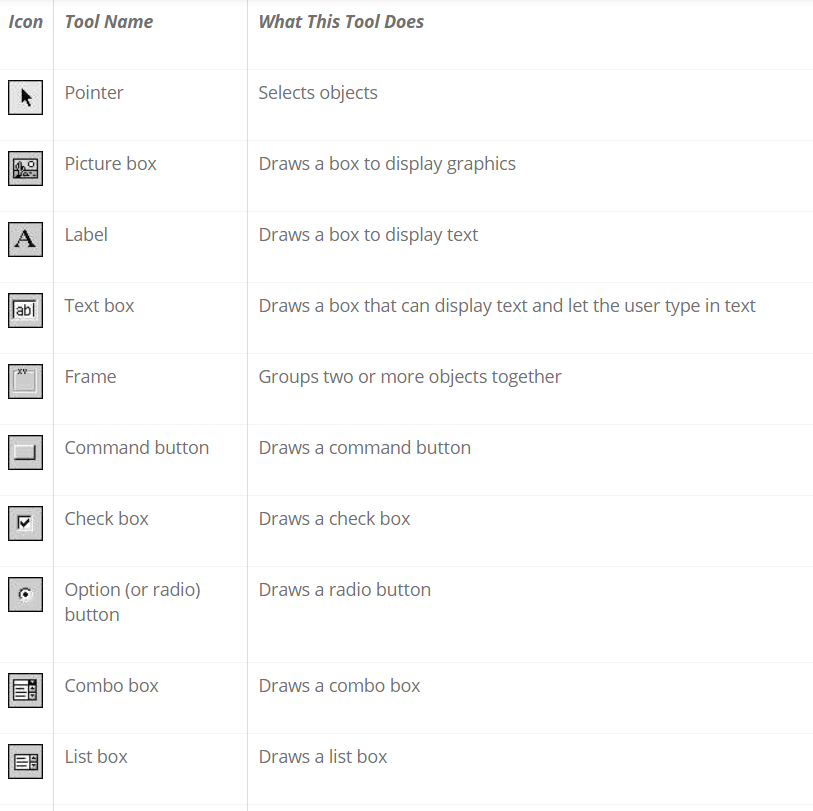 Icon Tool Name What This Tool Does
Pointer Selects objects
Picture box Draws a box to display graphics
A Label Draws a box to display text
ab Text box Draws a box that can display text and let the user type in text
xv Frame Groups two or more objects together
Command button Draws a command button
Check box Draws a check box
Option (or radio) Draws a radio button
button
Combo box Draws a combo box
List box Draws a list box